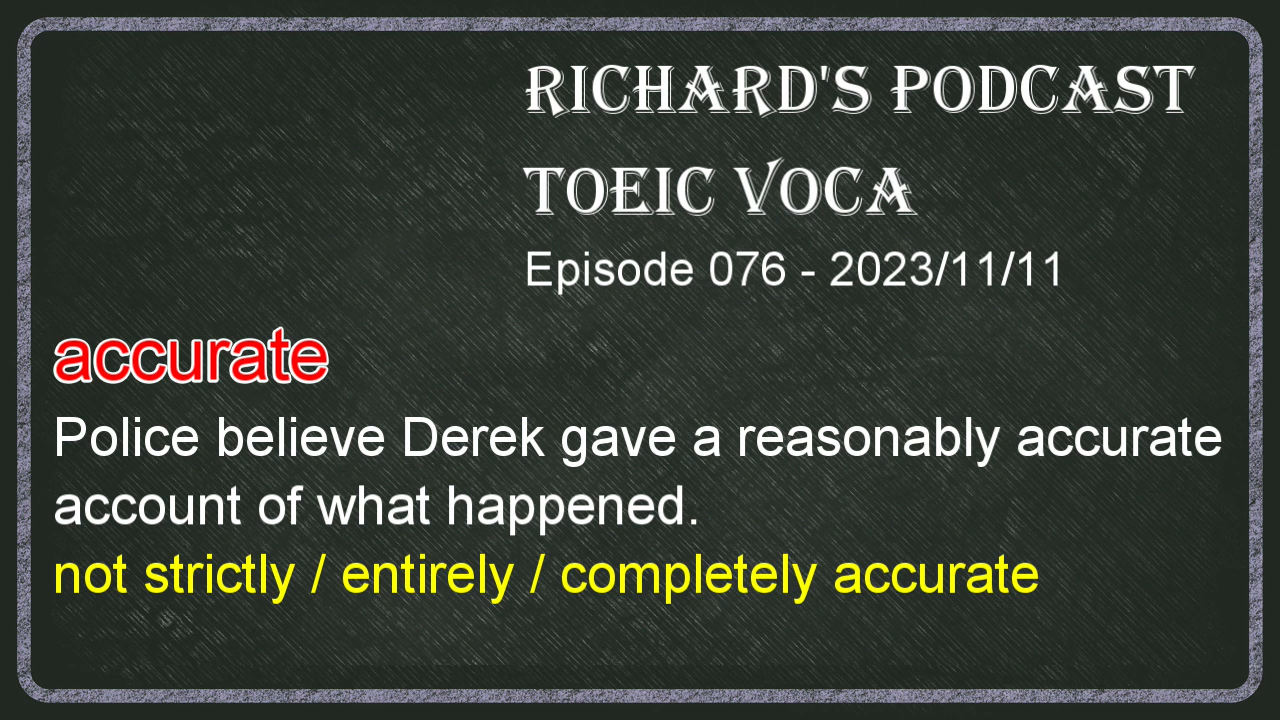 RICHARD'S PODCAST
TOEIC VOCA
Episode 076 - 2023/11/11
accurate
Police believe Derek gave a reasonably accurate
account of what happened.
not strictly / entirely / completely accurate